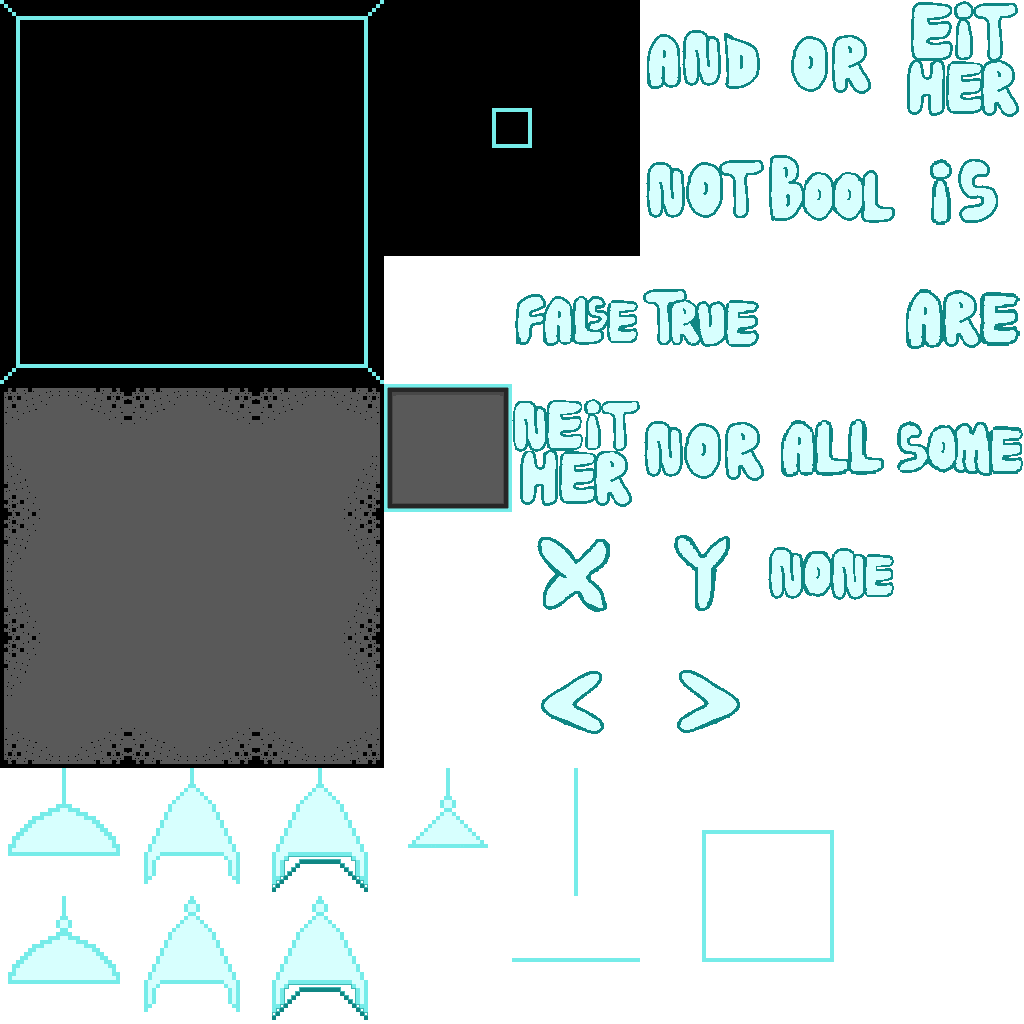 AND OR EiT
HER
NOT BOOL iS
FALSE TRUE ARE
NEiT
HER NOR ALL SOME
X Y NONE
< >